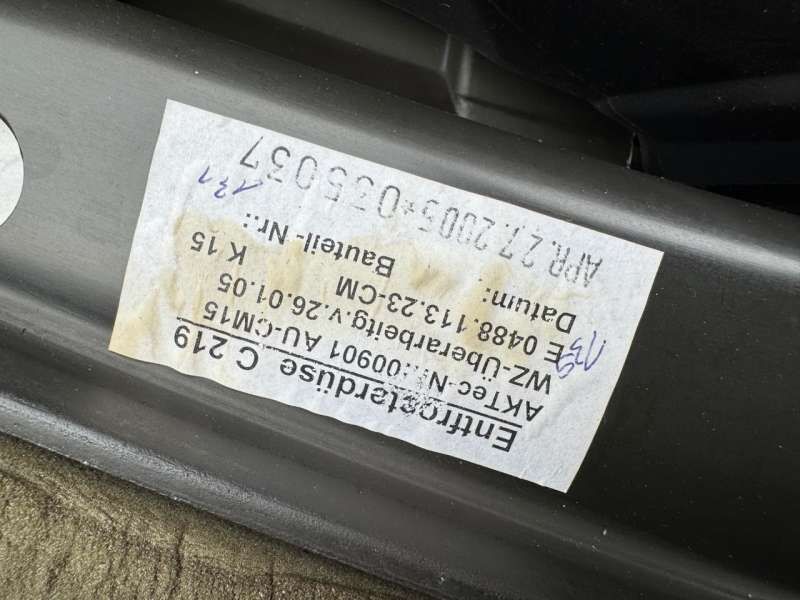 Entfrosterdüse C 219
AKTec-Nr.:00901 AU-CM15
WZ-Überarbeitg.v.26.01.05
E 0488.113.23-CM K 15
Datum: Bauteil-Nr.:
APR.27.2005*035037
131